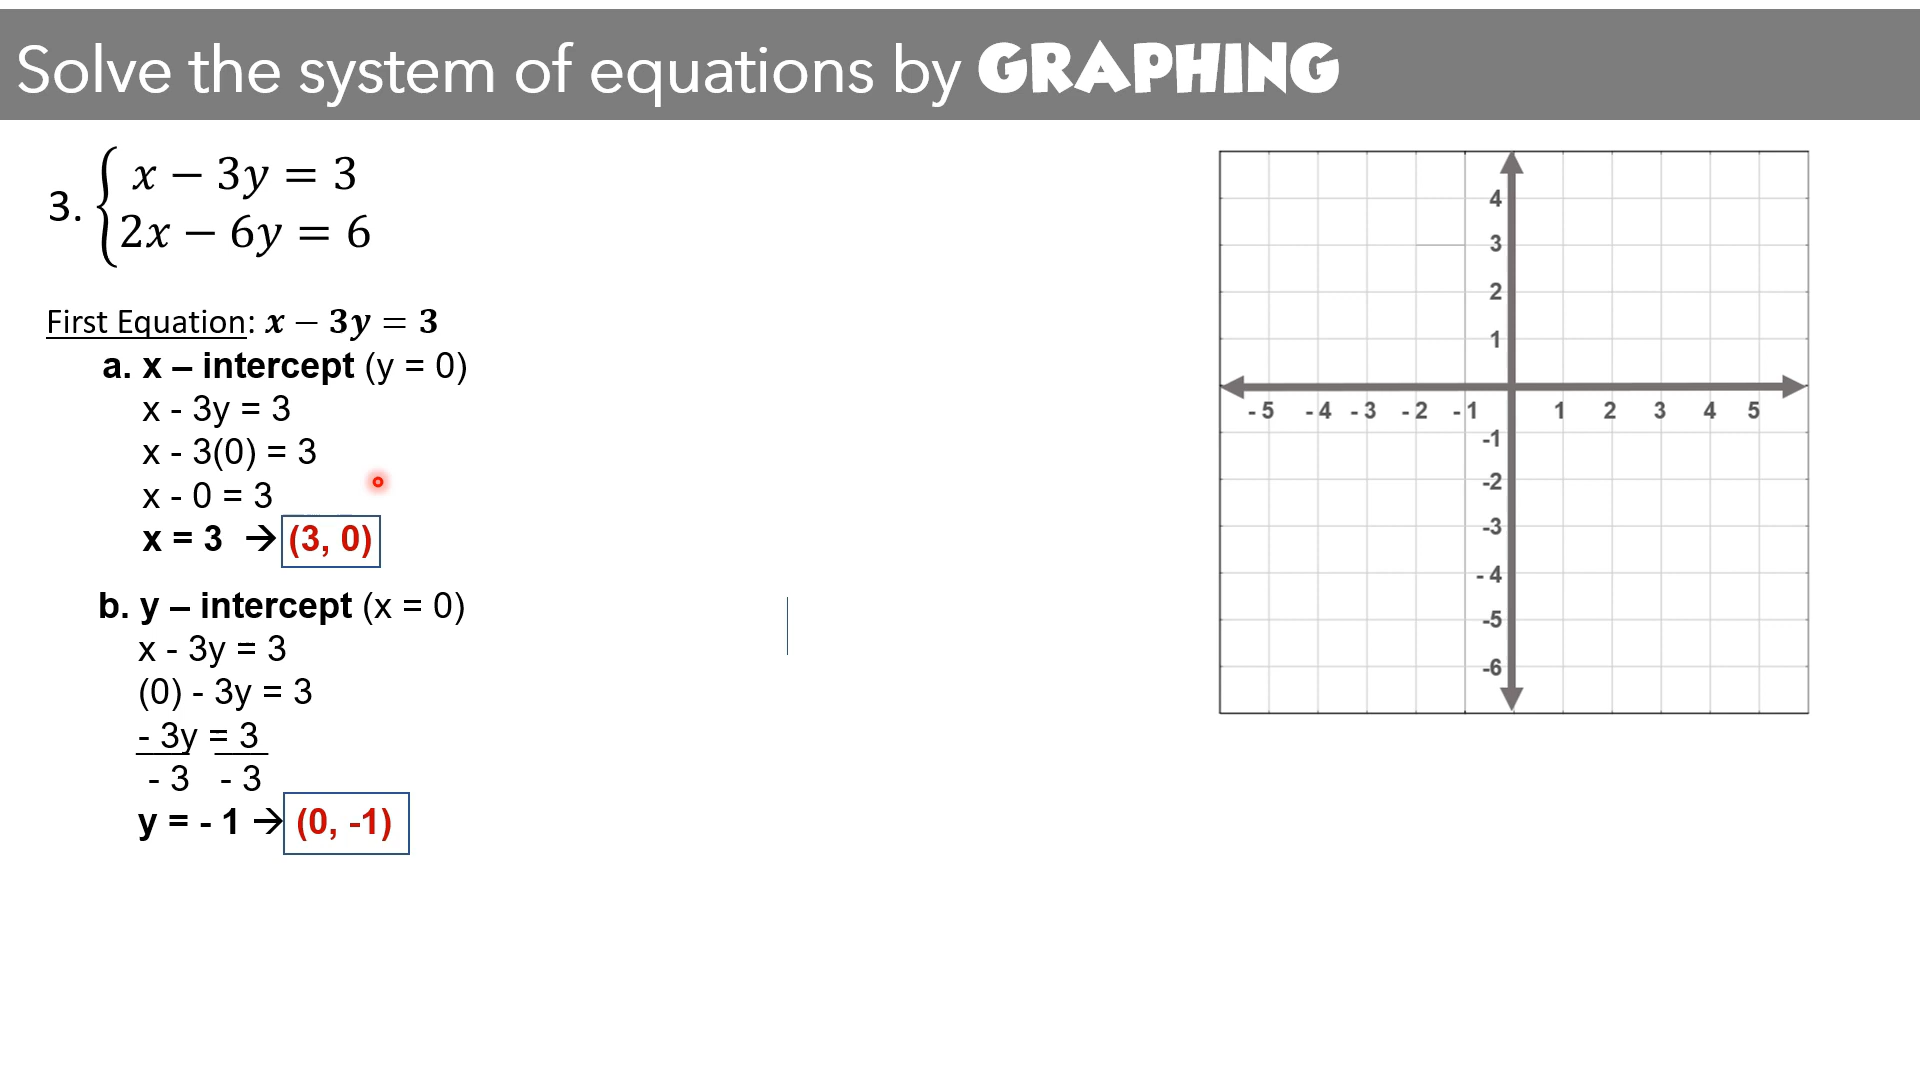 Solve the system of equations by GRAPHING
3. { x − 3y = 3
2x − 6y = 6
First Equation: x − 3y = 3
a. x – intercept (y = 0)
x - 3y = 3
x - 3(0) = 3
x - 0 = 3
x = 3 → (3, 0)
b. y – intercept (x = 0)
x - 3y = 3
(0) - 3y = 3
- 3y = 3
- 3 - 3
y = - 1 → (0, -1)
4
3
2
1
- 5 - 4 - 3 - 2 - 1 1 2 3 4 5
-1
-2
-3
- 4
-5
-6